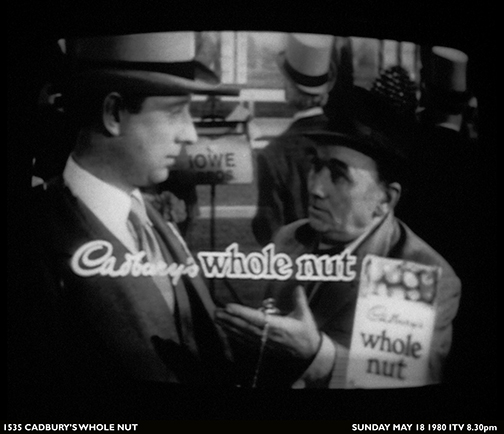 IOWE
Cadbury's whole nut
Cadbury's
whole
nut
1535 CADBURY'S WHOLE NUT
SUNDAY MAY 18 1980 ITV 8.30pm